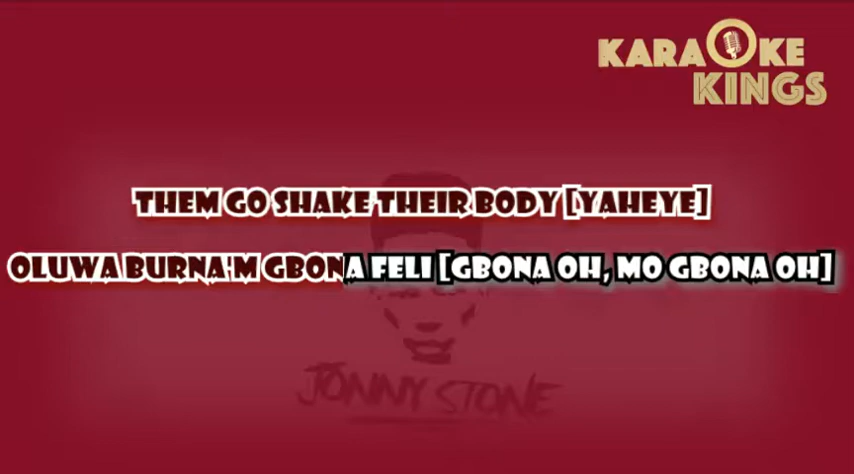 KARAOKE
KINGS
THEM GO SHAKE THEIR BODY [YAHEYE]
OLUWA BURNA'M GBONA FELI [GBONA OH, MO GBONA OH]
JONNY STONE